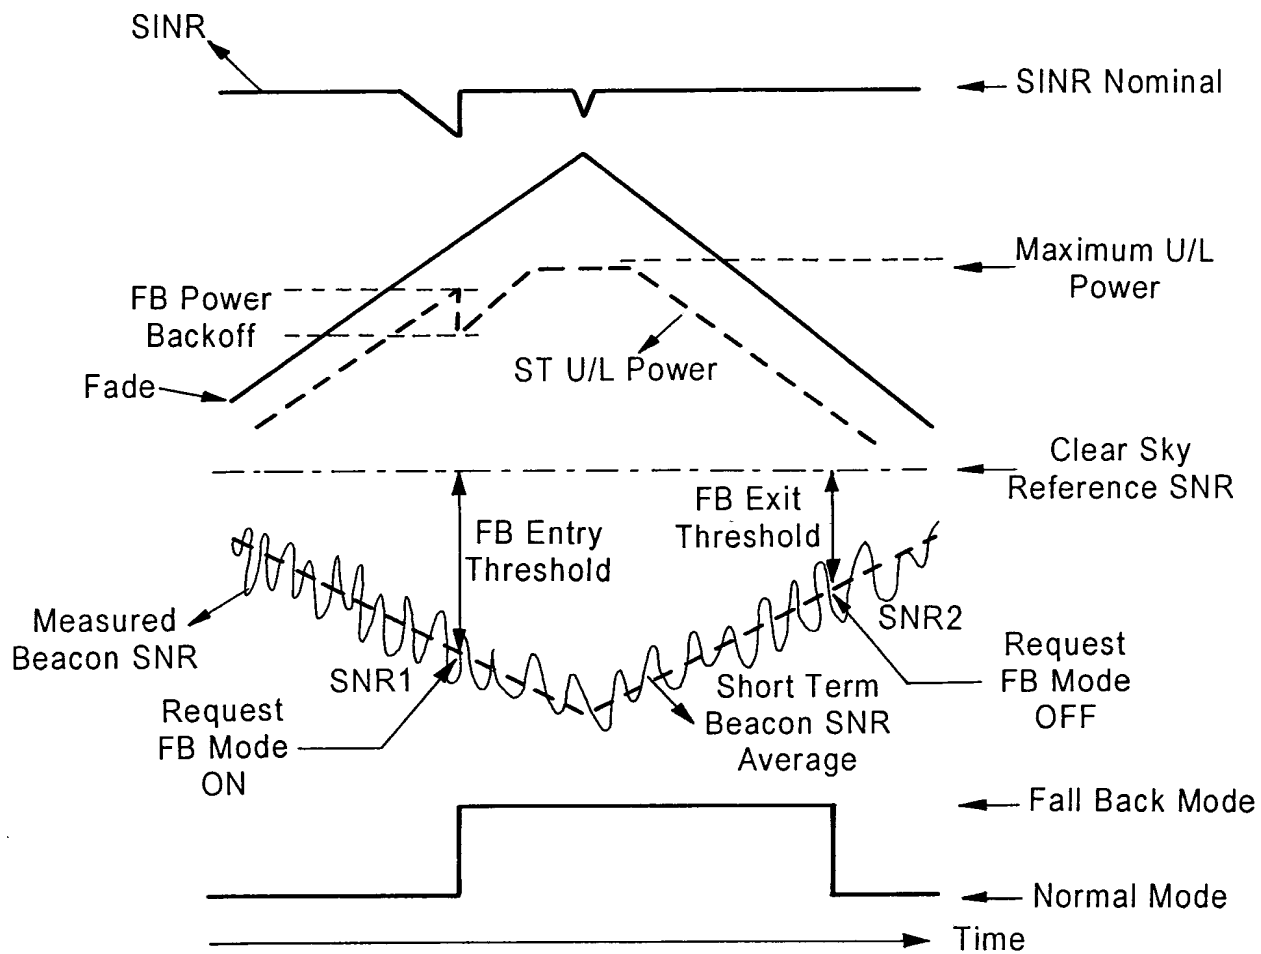 SINR
SINR Nominal
Maximum U/L
Power
FB Power
Backoff
ST U/L Power
Fade
Clear Sky
Reference SNR
FB Exit
Threshold
FB Entry
Threshold
Measured
Beacon SNR
SNR1
SNR2
Request
FB Mode
OFF
Short Term
Beacon SNR
Average
Request
FB Mode
ON
Fall Back Mode
Normal Mode
Time